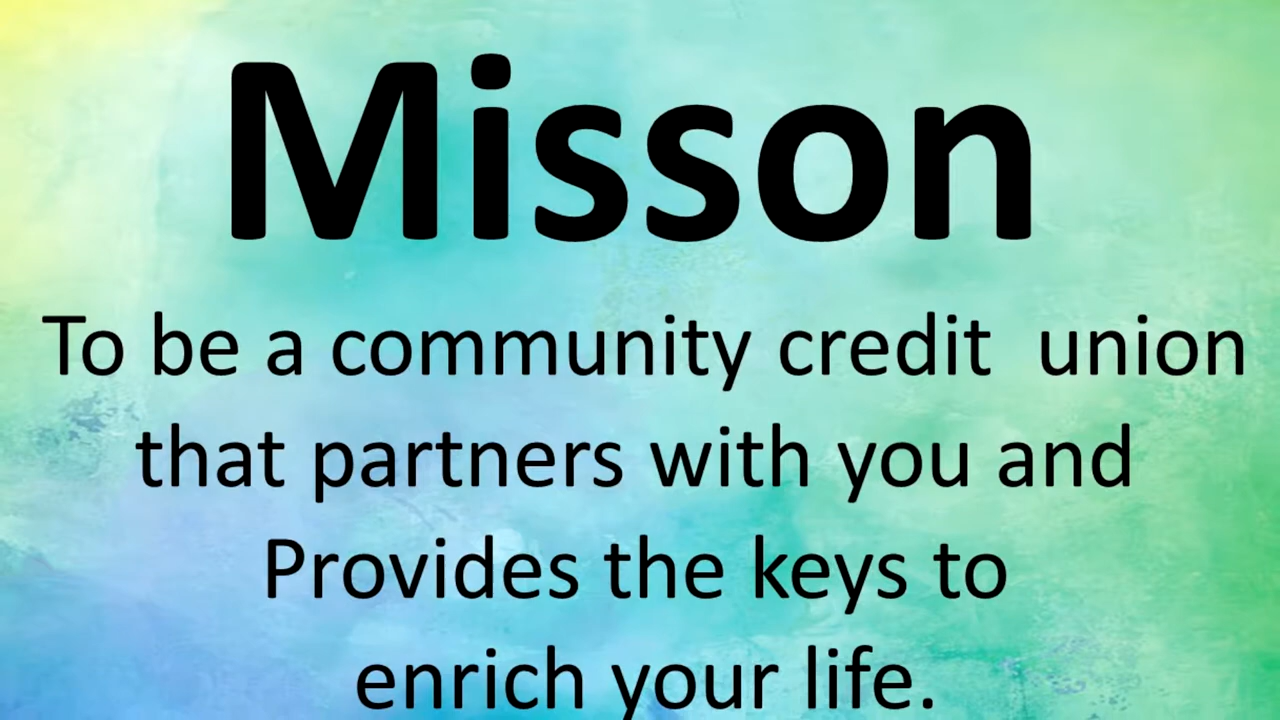 Misson
To be a community credit  union
that partners with you and
Provides the keys to
enrich your life.